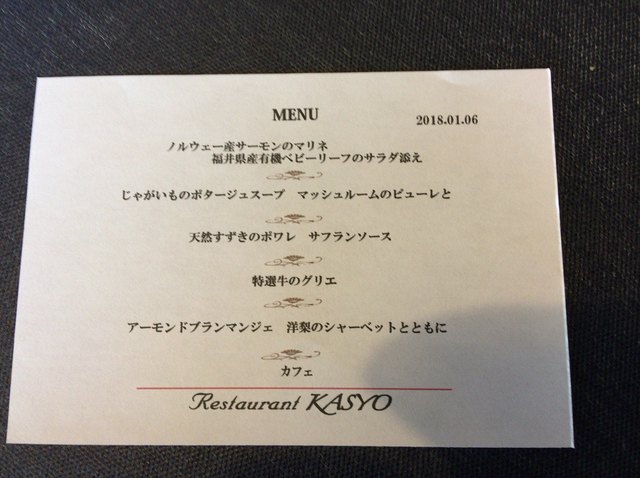 MENU
2018.01.06
ノルウェー産サーモンのマリネ
福井県産有機ベビーリーフのサラダ添え
じゃがいものポタージュスープ　マッシュルームのピューレと
天然すずきのポワレ　サフランソース
特選牛のグリエ
アーモンドブランマンジェ　洋梨のシャーベットとともに
カフェ
Restaurant KASYO